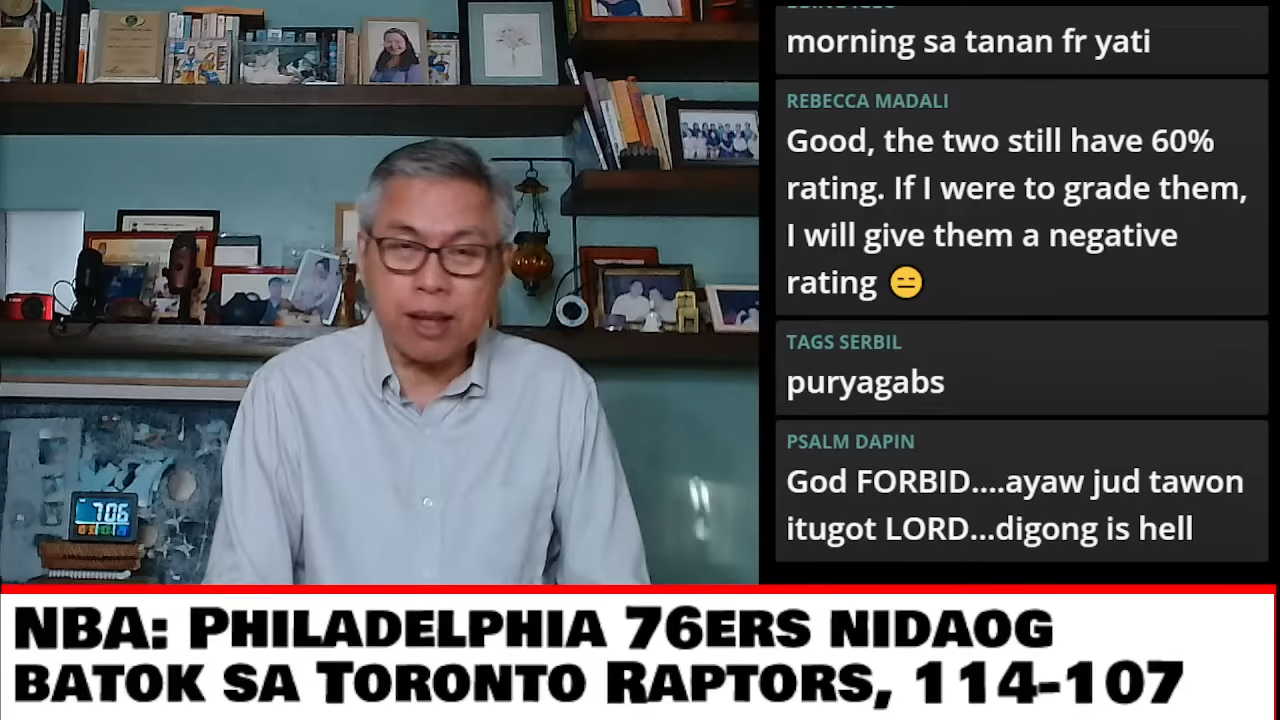 morning sa tanan fr yati
REBECCA MADALI
Good, the two still have 60%
rating. If I were to grade them,
I will give them a negative
rating 😑
TAGS SERBIL
puryagabs
PSALM DAPIN
God FORBID....ayaw jud tawon
itugot LORD...digong is hell
7:06
NBA: PHILADELPHIA 76ERS NIDAOG
BATOK SA TORONTO RAPTORS, 114-107